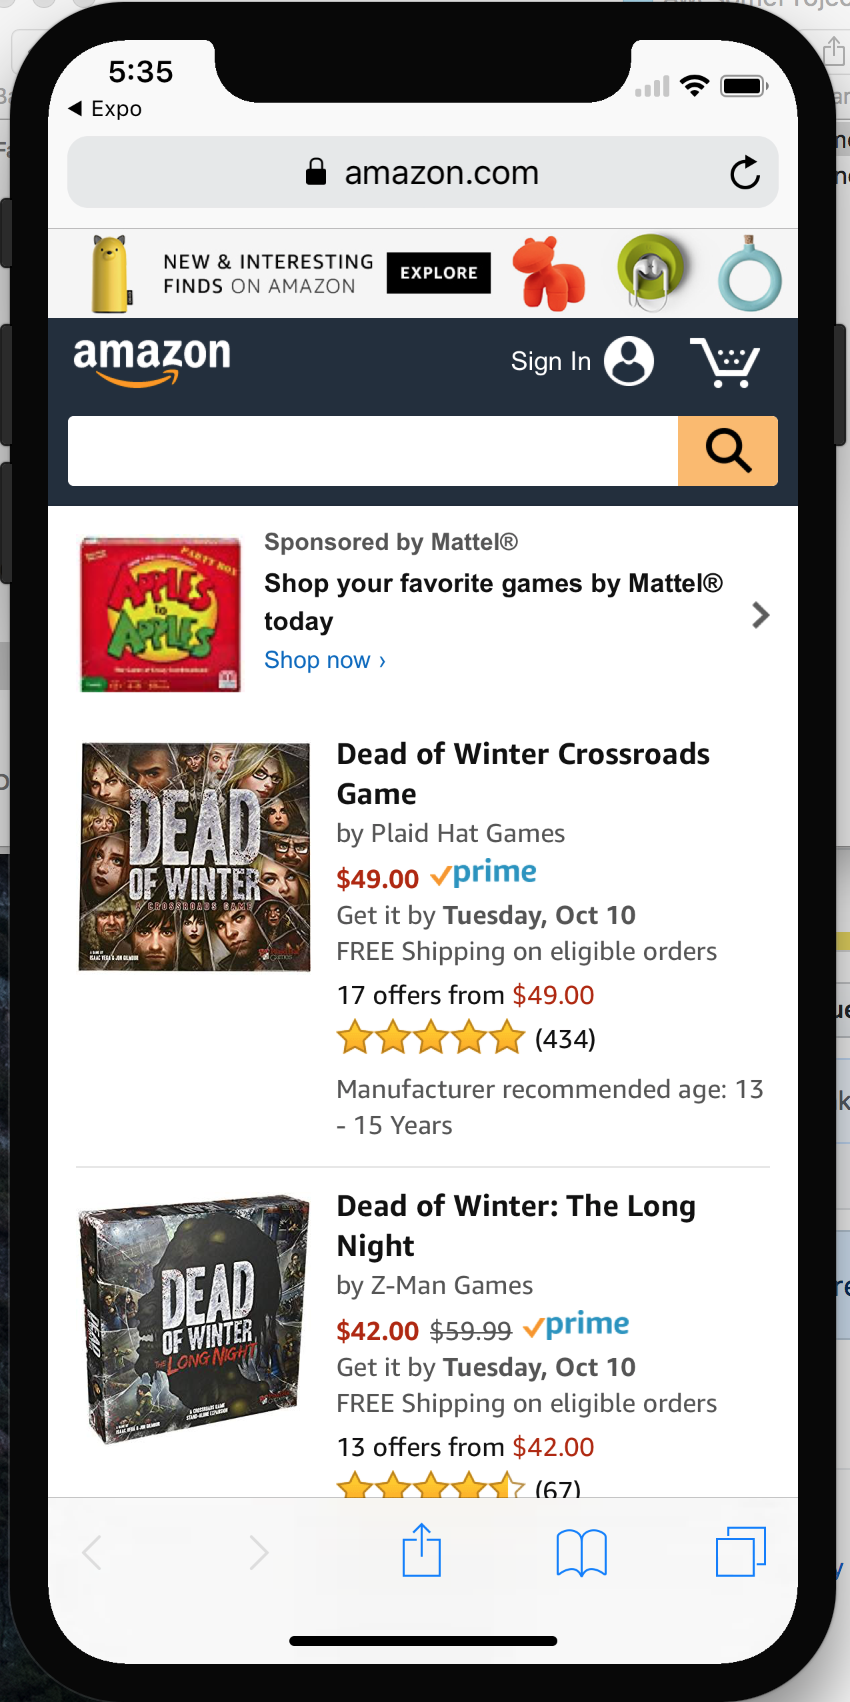 5:35
Expo
amazon.com
NEW & INTERESTING
FINDS ON AMAZON
EXPLORE
amazon
Sign In
Sponsored by Mattel®
Shop your favorite games by Mattel®
today
Shop now ›
PARTY BOX
APPLES
to
APPLES
Dead of Winter Crossroads
Game
by Plaid Hat Games
$49.00 prime
Get it by Tuesday, Oct 10
FREE Shipping on eligible orders
17 offers from $49.00
(434)
Manufacturer recommended age: 13
- 15 Years
DEAD
OF WINTER
A CROSSROADS GAME
Dead of Winter: The Long
Night
by Z-Man Games
$42.00 $59.99 prime
Get it by Tuesday, Oct 10
FREE Shipping on eligible orders
13 offers from $42.00
(67)
DEAD
OF WINTER
THE LONG NIGHT